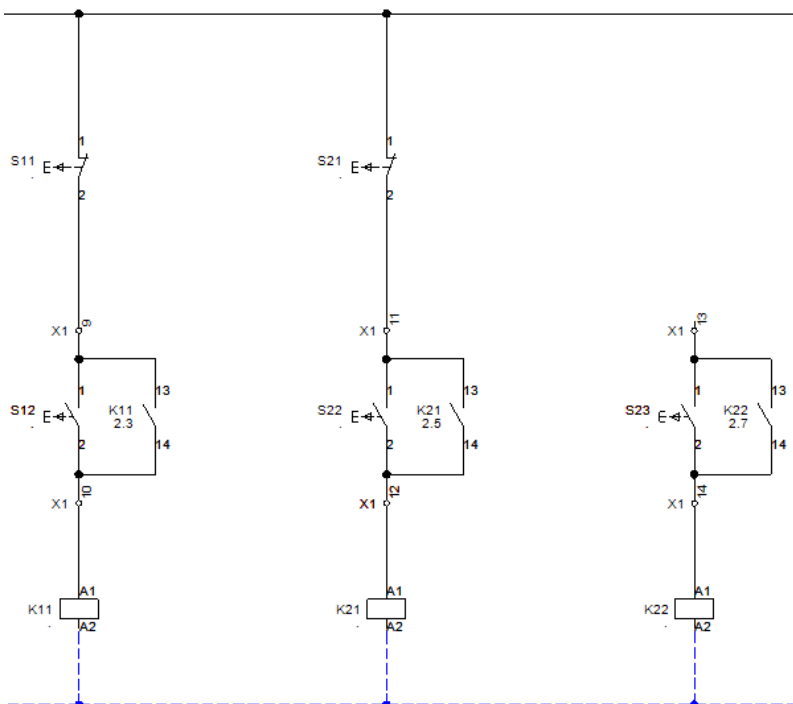 1 1
S11 E S21 E
2 2
X1 9 X1 11 X1 13
1 13 1 13 1 13
S12 E K11 S22 E K21 S23 E K22
2.3 2.5 2.7
2 14 2 14 2 14
X1 10 X1 12 X1 14
A1 A1 A1
K11 K21 K22
A2 A2 A2